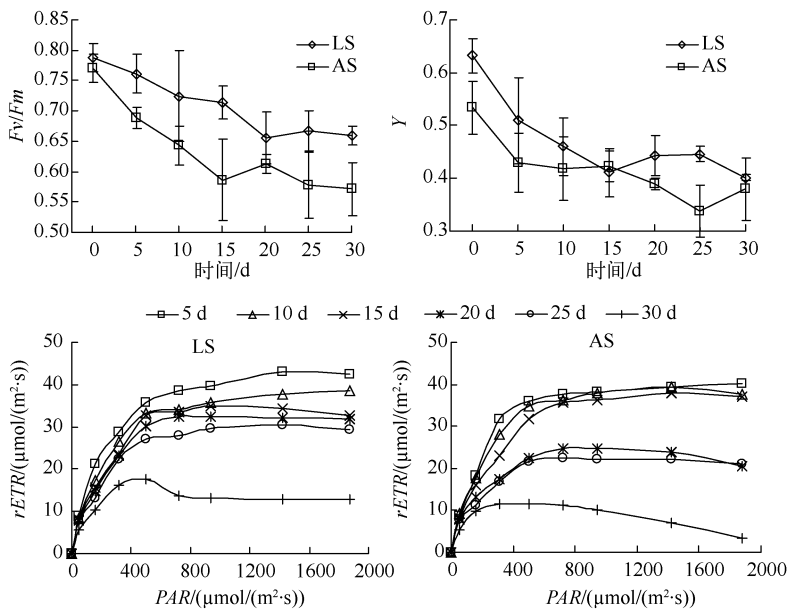 0.85
0.80
0.75
0.70
0.65
0.60
0.55
0.50
Fv/Fm
LS
AS
0 5 10 15 20 25 30
时间/d
0.7
0.6
0.5
0.4
0.3
Y
LS
AS
0 5 10 15 20 25 30
时间/d
5 d 10 d 15 d 20 d 25 d 30 d
LS
50
40
30
20
10
0
rETR/(μmol/(m²·s))
0 400 800 1200 1600 2000
PAR/(μmol/(m²·s))
AS
50
40
30
20
10
0
rETR/(μmol/(m²·s))
0 400 800 1200 1600 2000
PAR/(μmol/(m²·s))